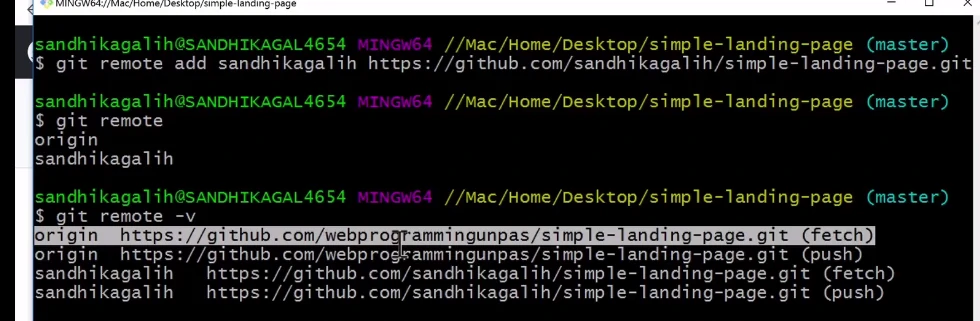 MINGW64://Mac/Home/Desktop/simple-landing-page
sandhikagalih@SANDHIKAGAL4654 MINGW64 //Mac/Home/Desktop/simple-landing-page (master)
$ git remote add sandhikagalih https://github.com/sandhikagalih/simple-landing-page.git
sandhikagalih@SANDHIKAGAL4654 MINGW64 //Mac/Home/Desktop/simple-landing-page (master)
$ git remote
origin
sandhikagalih
sandhikagalih@SANDHIKAGAL4654 MINGW64 //Mac/Home/Desktop/simple-landing-page (master)
$ git remote -v
origin  https://github.com/webprogrammingunpas/simple-landing-page.git (fetch)
origin  https://github.com/webprogrammingunpas/simple-landing-page.git (push)
sandhikagalih   https://github.com/sandhikagalih/simple-landing-page.git (fetch)
sandhikagalih   https://github.com/sandhikagalih/simple-landing-page.git (push)